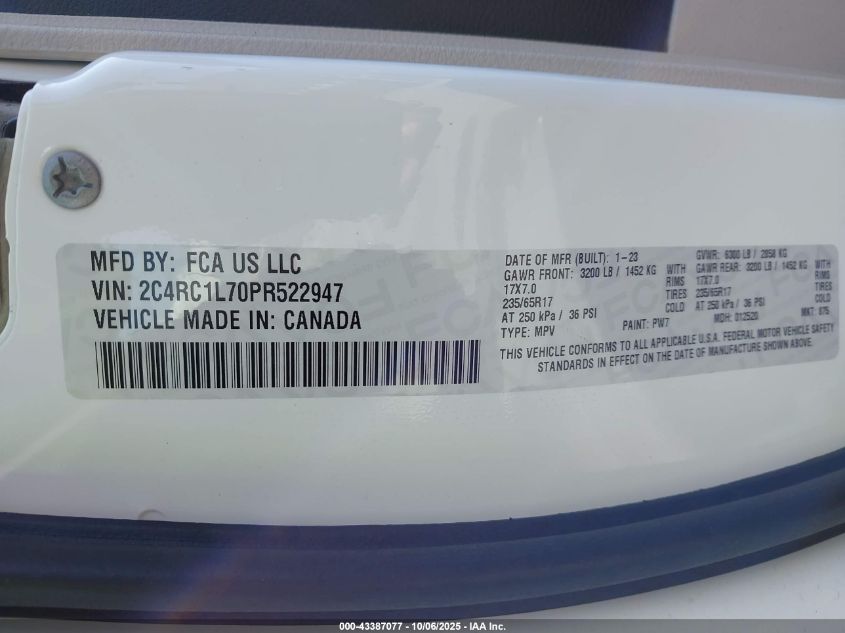 MFD BY: FCA US LLC
VIN: 2C4RC1L70PR522947
VEHICLE MADE IN: CANADA
DATE OF MFR (BUILT): 1-23 GVWR: 6300 LB / 2858 KG
GAWR FRONT: 3200 LB / 1452 KG WITH GAWR REAR: 3200 LB / 1452 KG WITH
17X7.0 RIMS 17X7.0 RIMS
235/65R17 TIRES 235/65R17 TIRES
AT 250 kPa / 36 PSI COLD AT 250 kPa / 36 PSI COLD
TYPE: MPV PAINT: PW7 MDH: 012520 MKT: 875
THIS VEHICLE CONFORMS TO ALL APPLICABLE U.S.A. FEDERAL MOTOR VEHICLE SAFETY
STANDARDS IN EFFECT ON THE DATE OF MANUFACTURE SHOWN ABOVE.
000-43387077 - 10/06/2025 - IAA Inc.